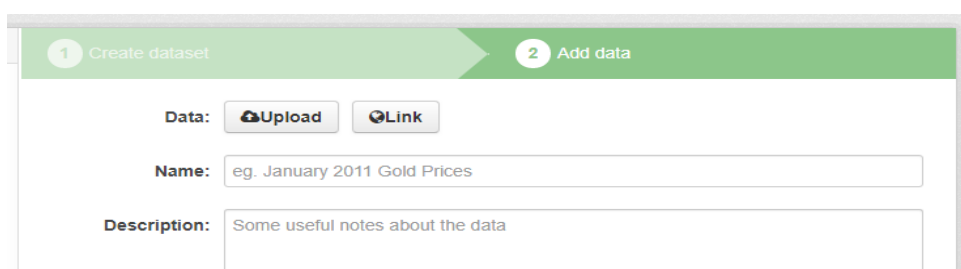 1 Create dataset 2 Add data
Data: Upload Link
Name: eg. January 2011 Gold Prices
Description: Some useful notes about the data